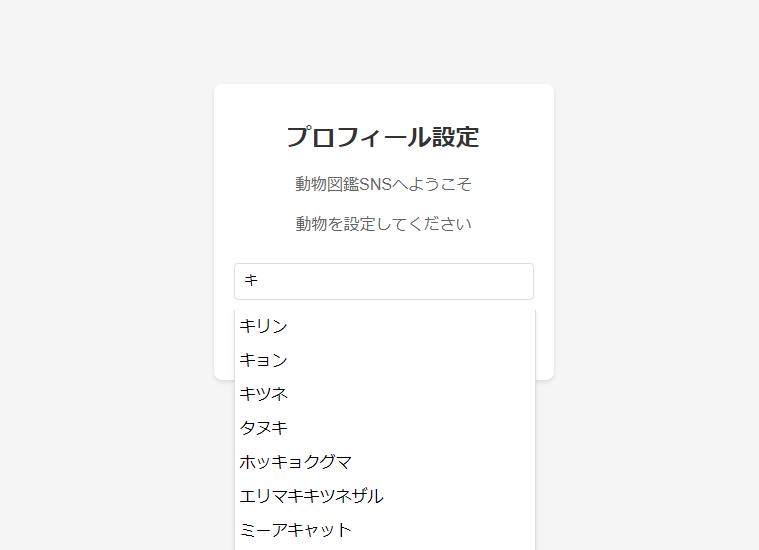 プロフィール設定
動物図鑑SNSへようこそ
動物を設定してください
キ
キリン
キョン
キツネ
タヌキ
ホッキョクグマ
エリマキキツネザル
ミーアキャット